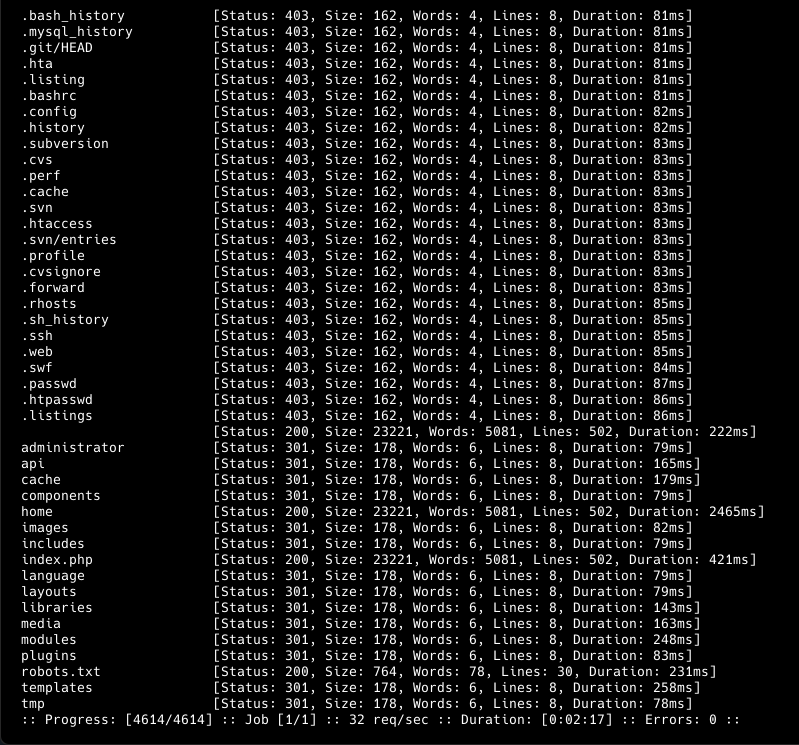 .bash_history           [Status: 403, Size: 162, Words: 4, Lines: 8, Duration: 81ms]
.mysql_history          [Status: 403, Size: 162, Words: 4, Lines: 8, Duration: 81ms]
.git/HEAD               [Status: 403, Size: 162, Words: 4, Lines: 8, Duration: 81ms]
.hta                    [Status: 403, Size: 162, Words: 4, Lines: 8, Duration: 81ms]
.listing                [Status: 403, Size: 162, Words: 4, Lines: 8, Duration: 81ms]
.bashrc                 [Status: 403, Size: 162, Words: 4, Lines: 8, Duration: 81ms]
.config                 [Status: 403, Size: 162, Words: 4, Lines: 8, Duration: 82ms]
.history                [Status: 403, Size: 162, Words: 4, Lines: 8, Duration: 82ms]
.subversion             [Status: 403, Size: 162, Words: 4, Lines: 8, Duration: 83ms]
.cvs                    [Status: 403, Size: 162, Words: 4, Lines: 8, Duration: 83ms]
.perf                   [Status: 403, Size: 162, Words: 4, Lines: 8, Duration: 83ms]
.cache                  [Status: 403, Size: 162, Words: 4, Lines: 8, Duration: 83ms]
.svn                    [Status: 403, Size: 162, Words: 4, Lines: 8, Duration: 83ms]
.htaccess               [Status: 403, Size: 162, Words: 4, Lines: 8, Duration: 83ms]
.svn/entries            [Status: 403, Size: 162, Words: 4, Lines: 8, Duration: 83ms]
.profile                [Status: 403, Size: 162, Words: 4, Lines: 8, Duration: 83ms]
.cvsignore              [Status: 403, Size: 162, Words: 4, Lines: 8, Duration: 83ms]
.forward                [Status: 403, Size: 162, Words: 4, Lines: 8, Duration: 83ms]
.rhosts                 [Status: 403, Size: 162, Words: 4, Lines: 8, Duration: 85ms]
.sh_history             [Status: 403, Size: 162, Words: 4, Lines: 8, Duration: 85ms]
.ssh                    [Status: 403, Size: 162, Words: 4, Lines: 8, Duration: 85ms]
.web                    [Status: 403, Size: 162, Words: 4, Lines: 8, Duration: 85ms]
.swf                    [Status: 403, Size: 162, Words: 4, Lines: 8, Duration: 84ms]
.passwd                 [Status: 403, Size: 162, Words: 4, Lines: 8, Duration: 87ms]
.htpasswd               [Status: 403, Size: 162, Words: 4, Lines: 8, Duration: 86ms]
.listings               [Status: 403, Size: 162, Words: 4, Lines: 8, Duration: 86ms]
                        [Status: 200, Size: 23221, Words: 5081, Lines: 502, Duration: 222ms]
administrator           [Status: 301, Size: 178, Words: 6, Lines: 8, Duration: 79ms]
api                     [Status: 301, Size: 178, Words: 6, Lines: 8, Duration: 165ms]
cache                   [Status: 301, Size: 178, Words: 6, Lines: 8, Duration: 179ms]
components              [Status: 301, Size: 178, Words: 6, Lines: 8, Duration: 79ms]
home                    [Status: 200, Size: 23221, Words: 5081, Lines: 502, Duration: 2465ms]
images                  [Status: 301, Size: 178, Words: 6, Lines: 8, Duration: 82ms]
includes                [Status: 301, Size: 178, Words: 6, Lines: 8, Duration: 79ms]
index.php               [Status: 200, Size: 23221, Words: 5081, Lines: 502, Duration: 421ms]
language                [Status: 301, Size: 178, Words: 6, Lines: 8, Duration: 79ms]
layouts                 [Status: 301, Size: 178, Words: 6, Lines: 8, Duration: 79ms]
libraries               [Status: 301, Size: 178, Words: 6, Lines: 8, Duration: 143ms]
media                   [Status: 301, Size: 178, Words: 6, Lines: 8, Duration: 163ms]
modules                 [Status: 301, Size: 178, Words: 6, Lines: 8, Duration: 248ms]
plugins                 [Status: 301, Size: 178, Words: 6, Lines: 8, Duration: 83ms]
robots.txt              [Status: 200, Size: 764, Words: 78, Lines: 30, Duration: 231ms]
templates               [Status: 301, Size: 178, Words: 6, Lines: 8, Duration: 258ms]
tmp                     [Status: 301, Size: 178, Words: 6, Lines: 8, Duration: 78ms]
:: Progress: [4614/4614] :: Job [1/1] :: 32 req/sec :: Duration: [0:02:17] :: Errors: 0 ::